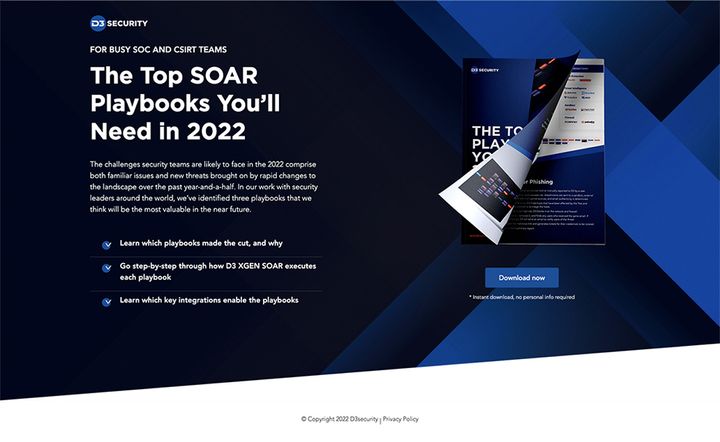 D3 SECURITY
FOR BUSY SOC AND CSIRT TEAMS
The Top SOAR
Playbooks You'll
Need in 2022
The challenges security teams are likely to face in the 2022 comprise
both familiar issues and new threats brought on by rapid changes to
the landscape over the past year-and-a-half. In our work with security
leaders around the world, we've identified three playbooks that we
think will be the most valuable in the near future.
Learn which playbooks made the cut, and why
Go step-by-step through how D3 XGEN SOAR executes
each playbook
Learn which key integrations enable the playbooks
D3 SECURITY
THE TO
PLAY
YO
Phishing
Download now
* Instant download, no personal info required
© Copyright 2022 D3security | Privacy Policy